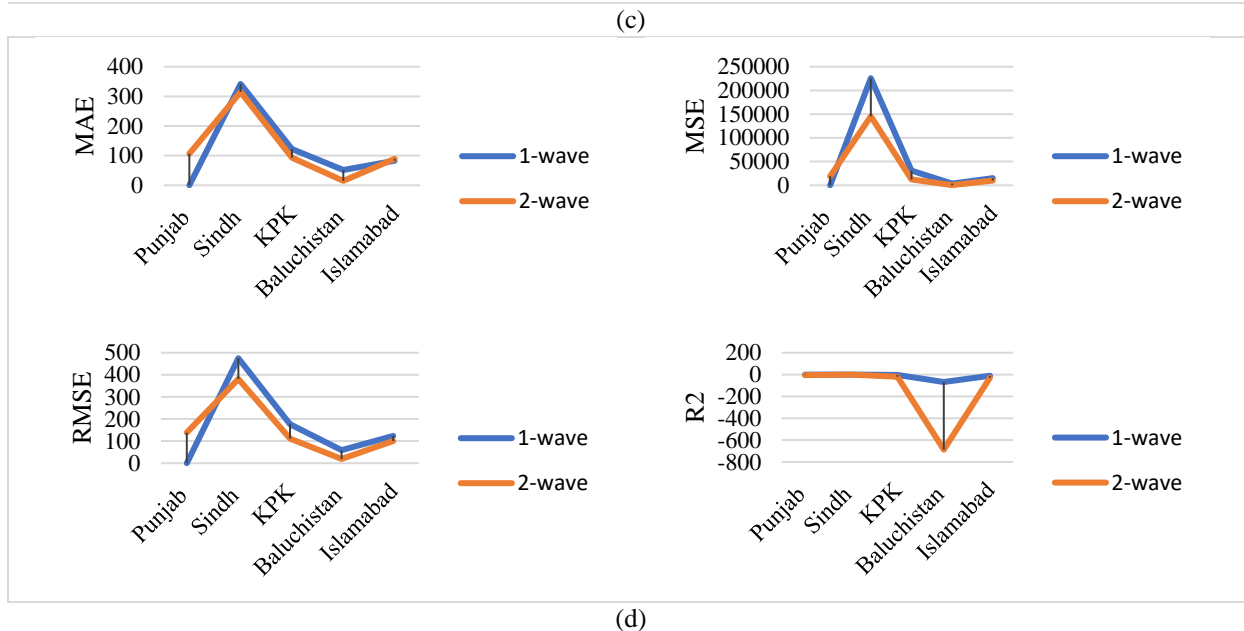 (c)
MAE
400
300
200
100
0
Punjab
Sindh
KPK
Baluchistan
Islamabad
1-wave
2-wave
MSE
250000
200000
150000
100000
50000
0
Punjab
Sindh
KPK
Baluchistan
Islamabad
1-wave
2-wave
RMSE
500
400
300
200
100
0
Punjab
Sindh
KPK
Baluchistan
Islamabad
1-wave
2-wave
R2
200
0
-200
-400
-600
-800
Punjab
Sindh
KPK
Baluchistan
Islamabad
1-wave
2-wave
(d)